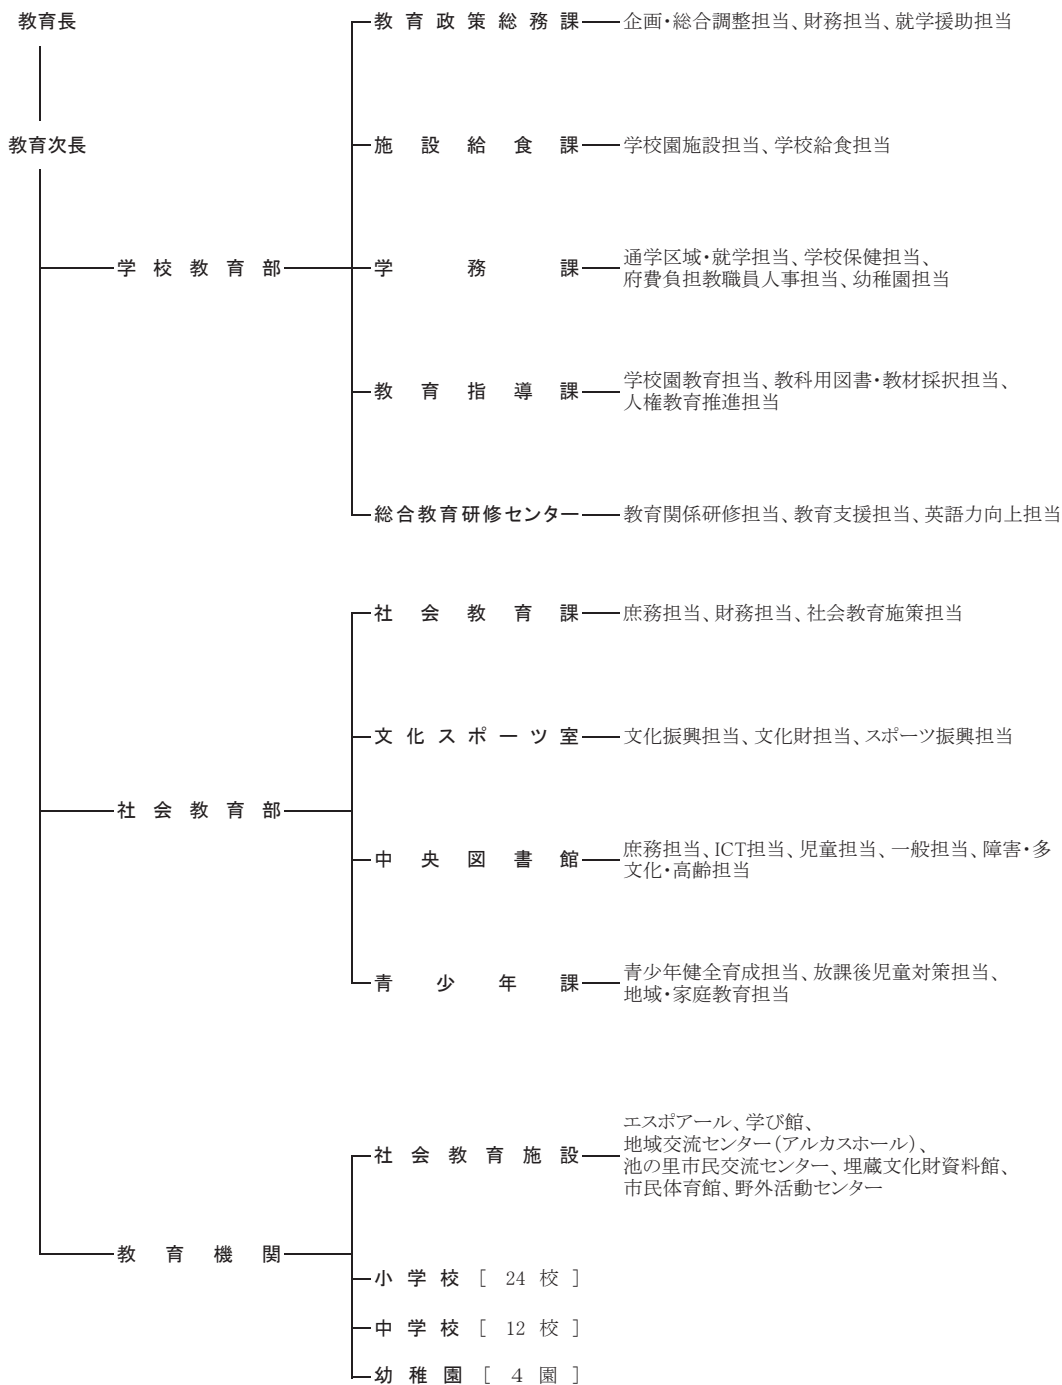 教育長
教育次長
学校教育部
教育政策総務課
企画・総合調整担当、財務担当、就学援助担当
施設給食課
学校園施設担当、学校給食担当
学務課
通学区域・就学担当、学校保健担当、
府費負担教職員人事担当、幼稚園担当
教育指導課
学校園教育担当、教科用図書・教材採択担当、
人権教育推進担当
総合教育研修センター
教育関係研修担当、教育支援担当、英語力向上担当
社会教育部
社会教育課
庶務担当、財務担当、社会教育施策担当
文化スポーツ室
文化振興担当、文化財担当、スポーツ振興担当
中央図書館
庶務担当、ICT担当、児童担当、一般担当、障害・多
文化・高齢担当
青少年課
青少年健全育成担当、放課後児童対策担当、
地域・家庭教育担当
教育機関
社会教育施設
エスポアール、学び館、
地域交流センター(アルカスホール)、
池の里市民交流センター、埋蔵文化財資料館、
市民体育館、野外活動センター
小学校［ 24 校 ］
中学校［ 12 校 ］
幼稚園［ 4 園 ］